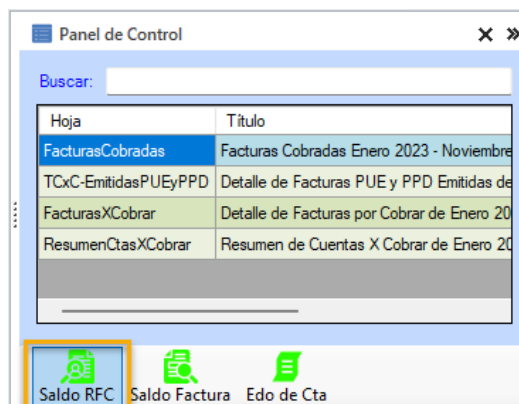 Panel de Control
Buscar:
Hoja Título
FacturasCobradas Facturas Cobradas Enero 2023 - Noviembre
TCxC-EmitidasPUEyPPD Detalle de Facturas PUE y PPD Emitidas de
FacturasXCobrar Detalle de Facturas por Cobrar de Enero 20
ResumenCtasXCobrar Resumen de Cuentas X Cobrar de Enero 20
Saldo RFC Saldo Factura Edo de Cta